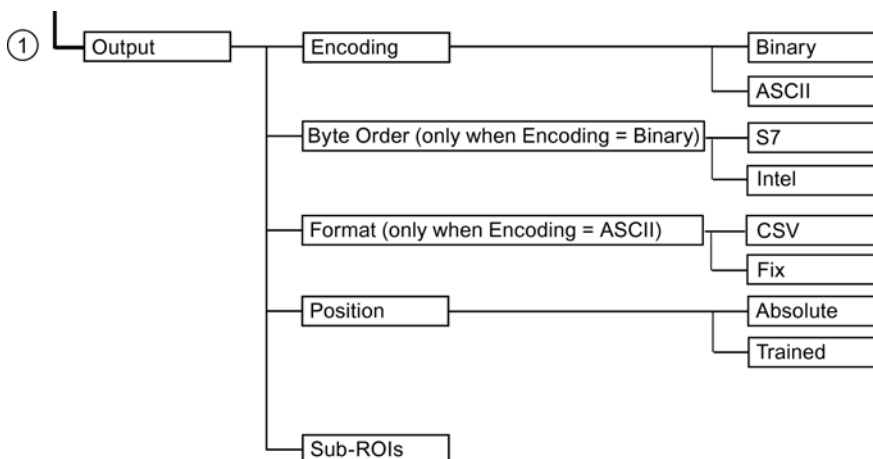 1 Output Encoding Binary
ASCII
Byte Order (only when Encoding = Binary) S7
Intel
Format (only when Encoding = ASCII) CSV
Fix
Position Absolute
Trained
Sub-ROIs